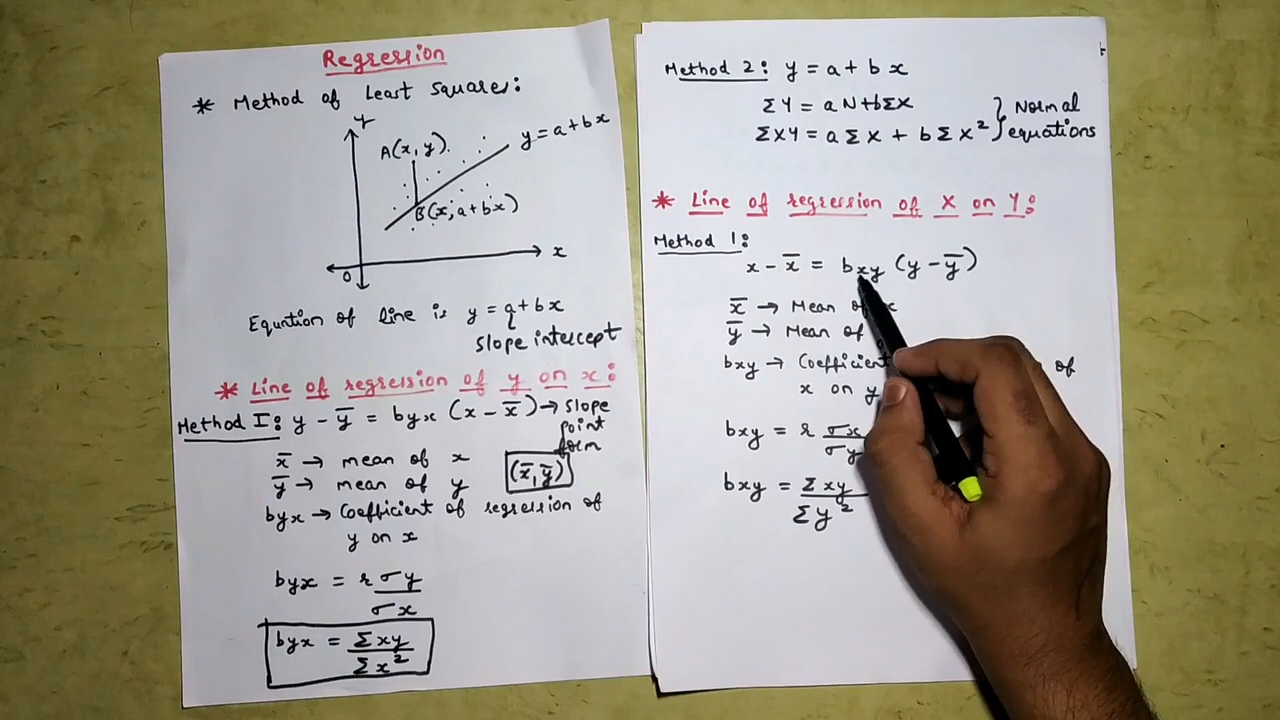 Regression
* Method of Least Square:
Y
A(x, y)
y = a + bx
B(x, a+bx)
x
0
Equation of line is y = a + bx
slope intercept
* Line of regression of y on x:
Method I: y - ȳ = byx (x - x̄) → slope
point
form
x̄ → mean of x
(x̄, ȳ)
ȳ → mean of y
byx → Coefficient of regression of
y on x
byx = r σy
σx
byx = Σxy
Σx²
Method 2: y = a + b x
ΣY = aN + bΣX
ΣXY = aΣX + bΣX²
Normal
equations
* Line of regression of X on Y:
Method 1:
x - x̄ = bxy (y - ȳ)
x̄ → Mean of x
ȳ → Mean of
bxy → Coefficient of
x on y
bxy = r σx
σy
bxy = Σxy
Σy²